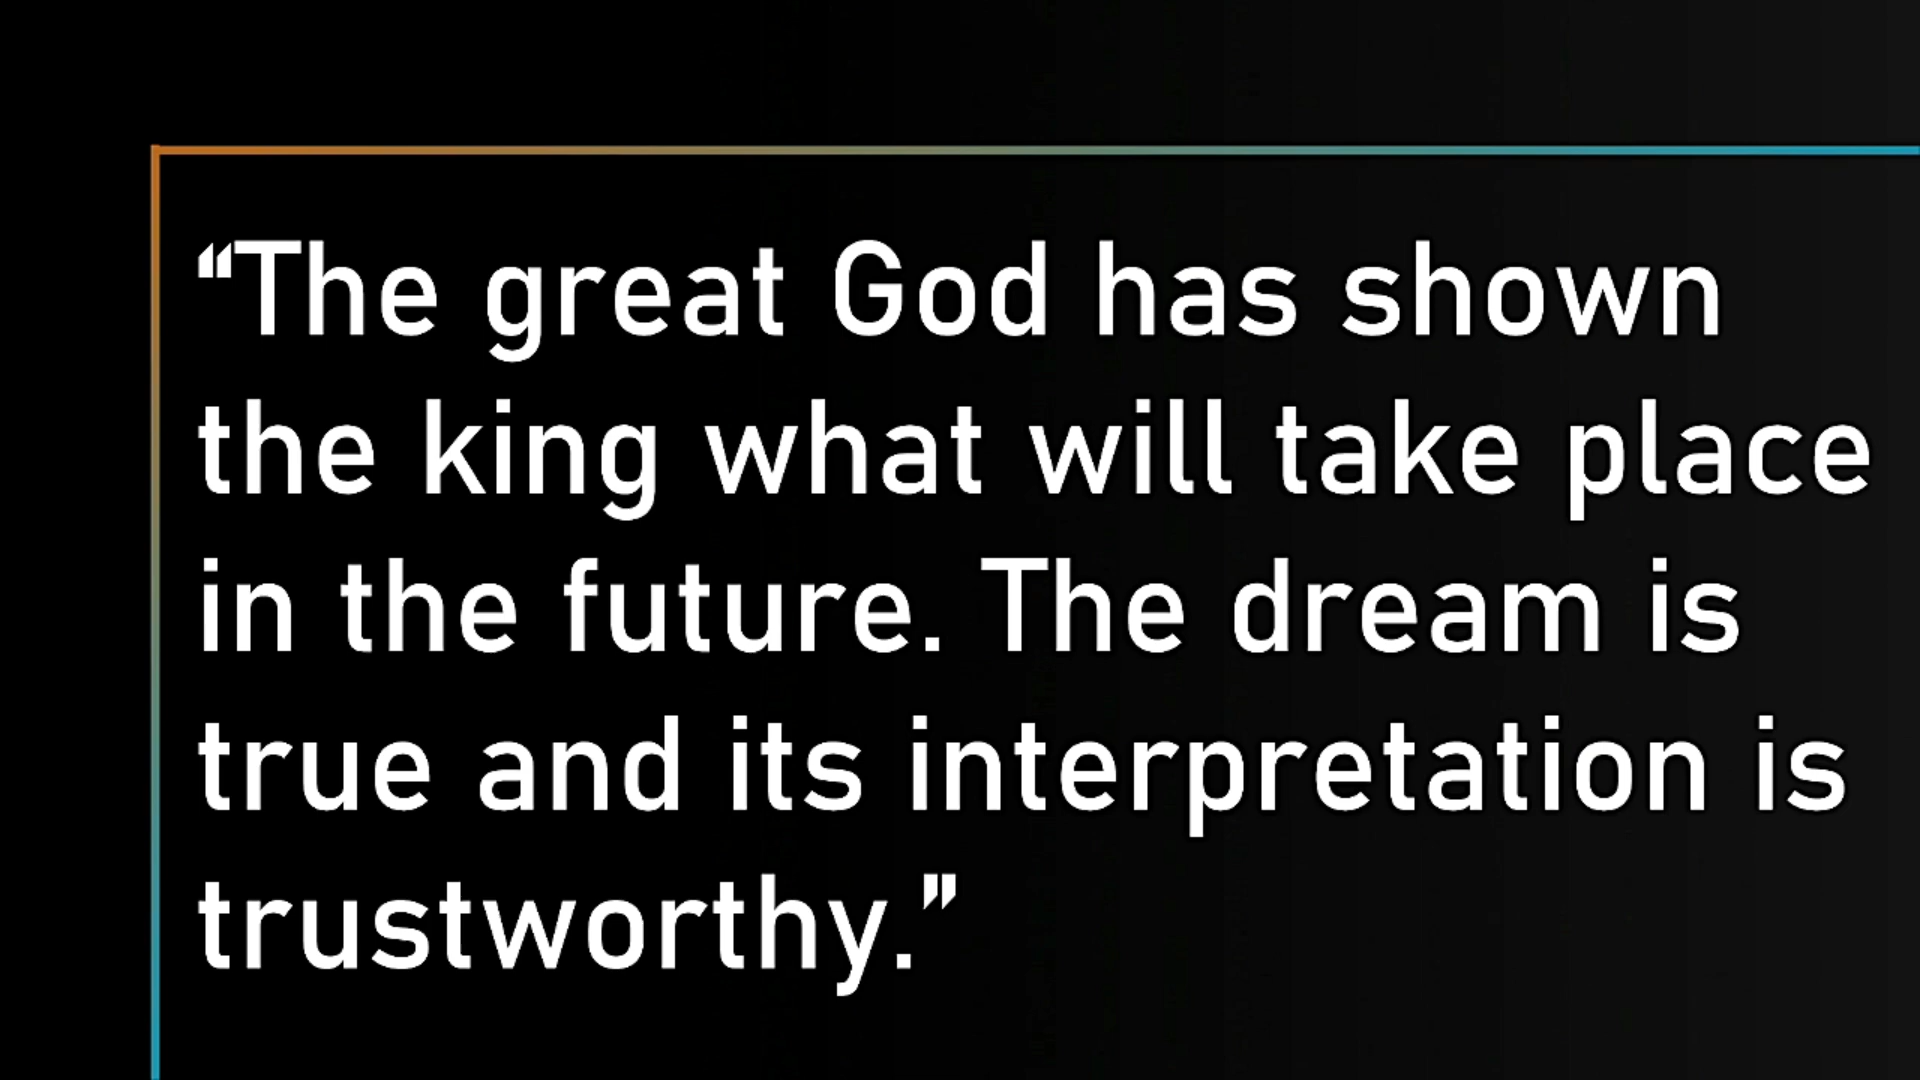 “The great God has shown
the king what will take place
in the future. The dream is
true and its interpretation is
trustworthy.”